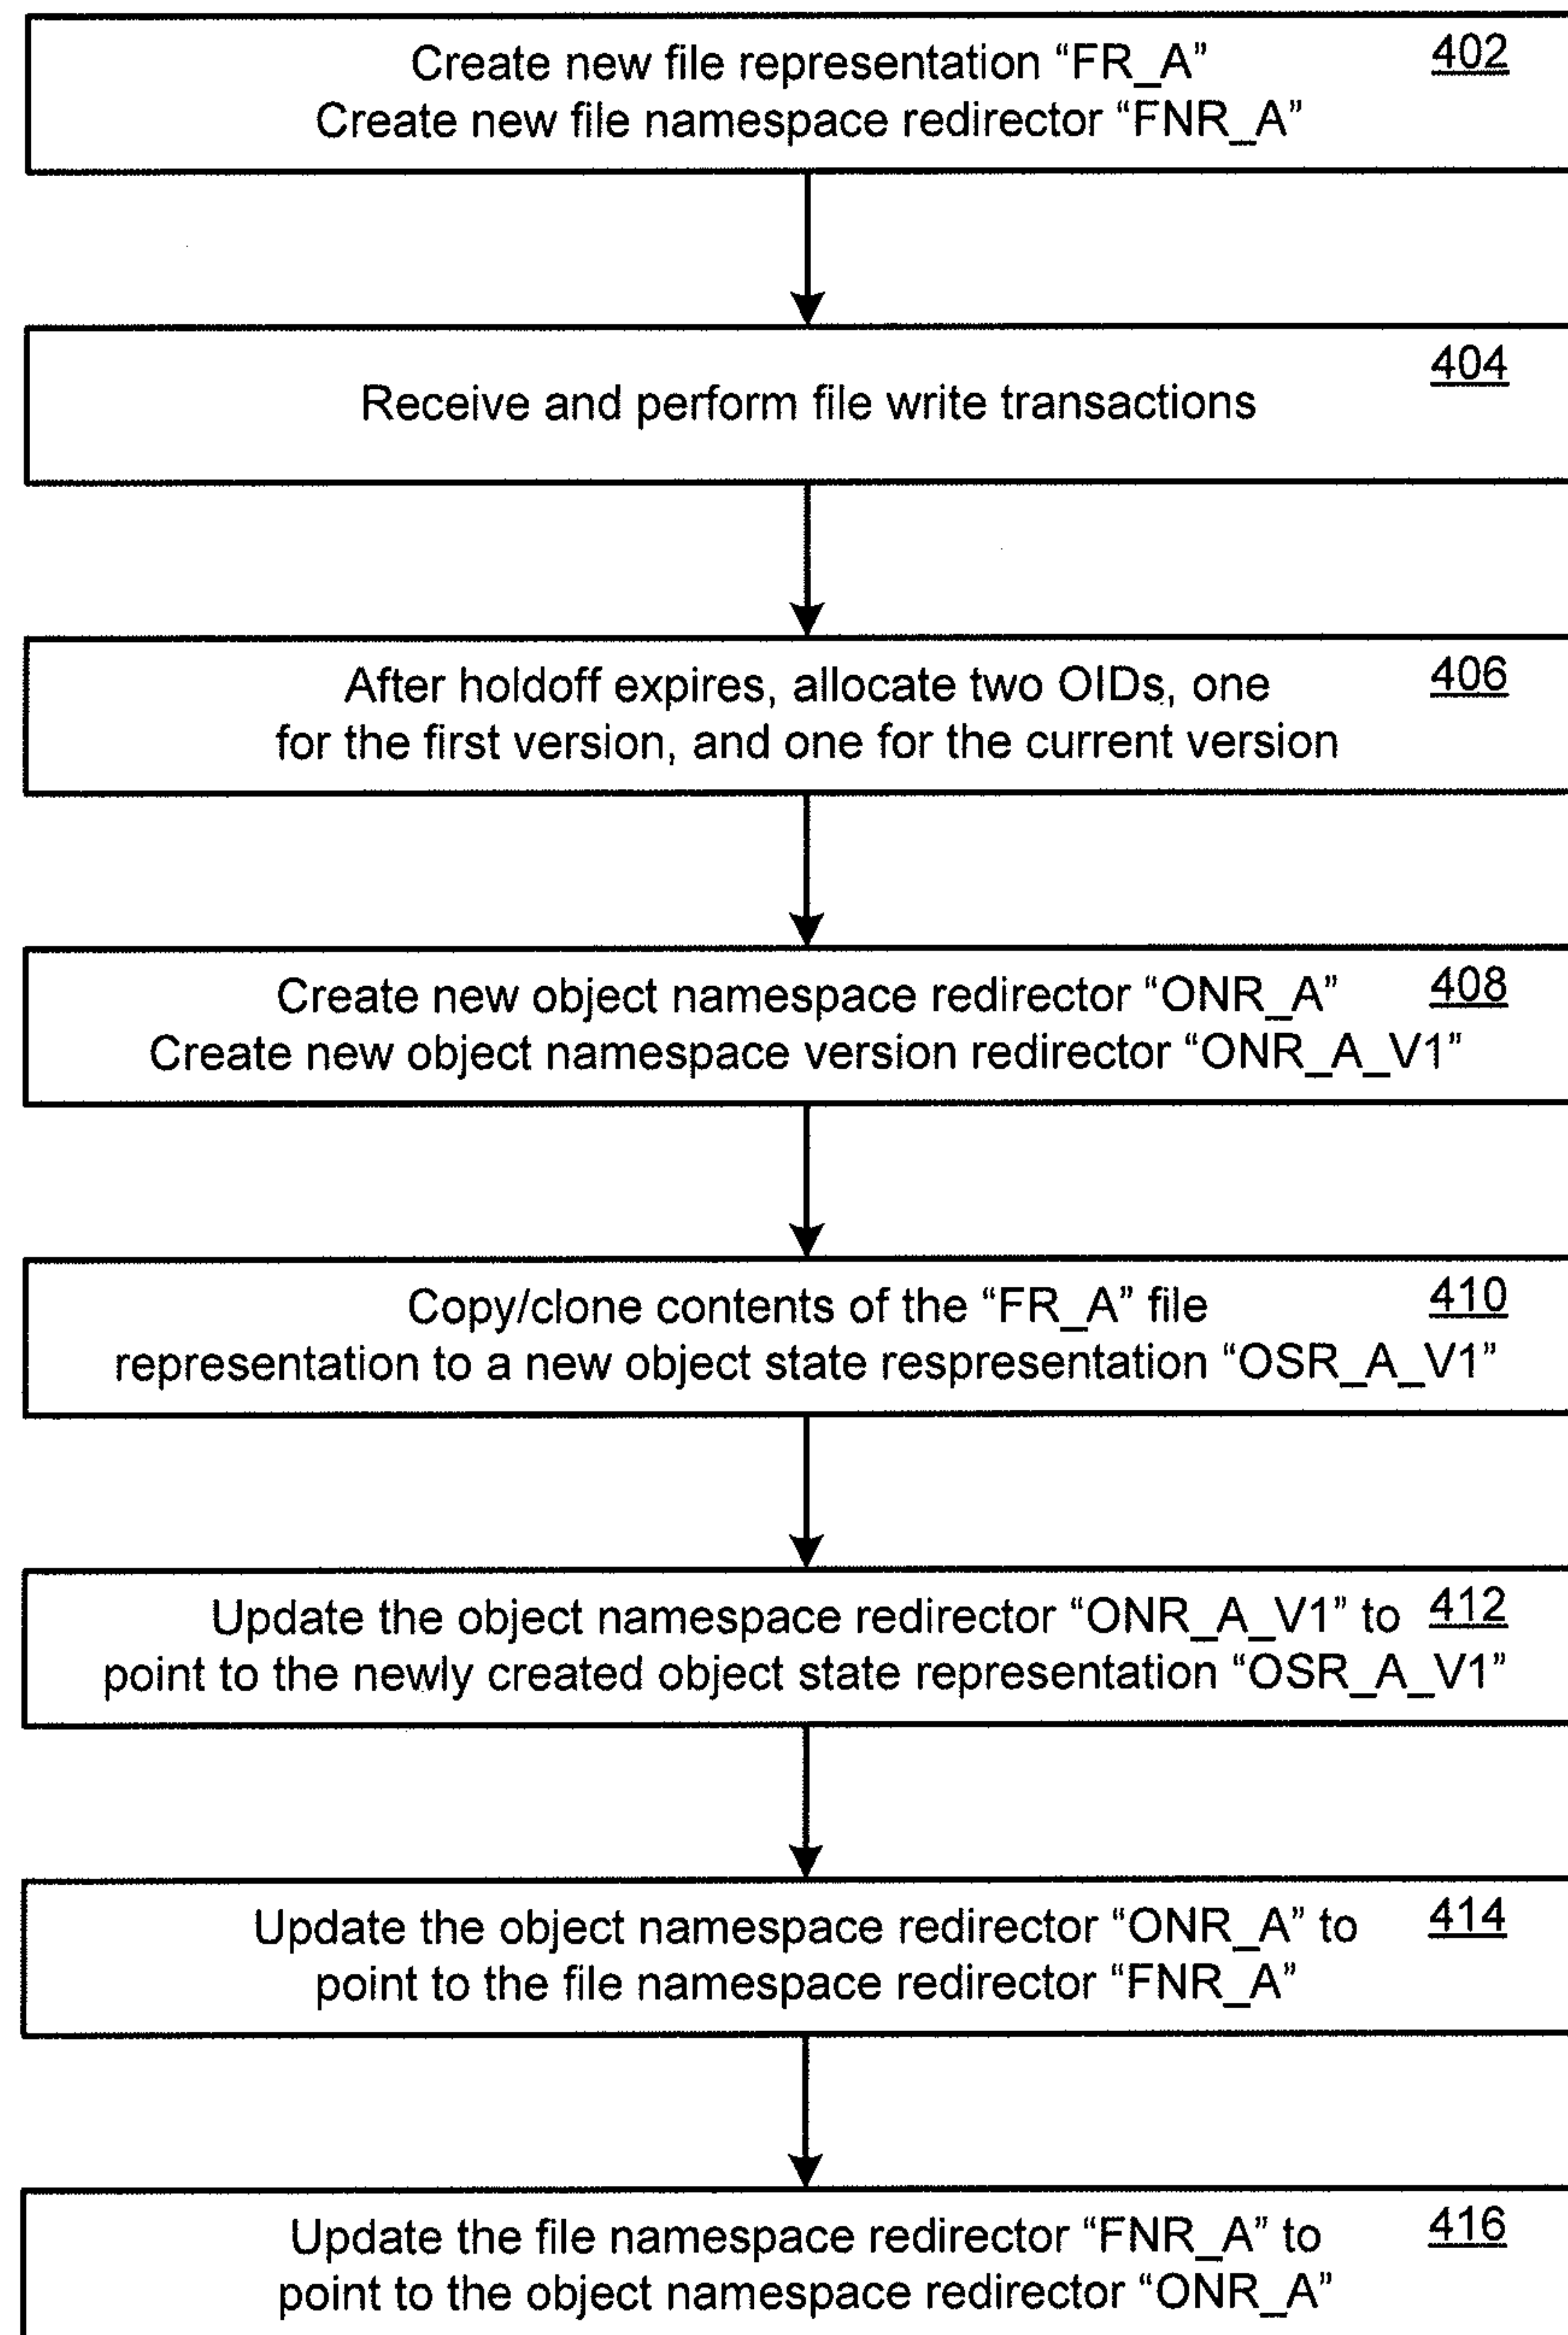 Create new file representation “FR_A” 402
Create new file namespace redirector “FNR_A”
Receive and perform file write transactions 404
After holdoff expires, allocate two OIDs, one 406
for the first version, and one for the current version
Create new object namespace redirector “ONR_A” 408
Create new object namespace version redirector “ONR_A_V1”
Copy/clone contents of the “FR_A” file 410
representation to a new object state respresentation “OSR_A_V1”
Update the object namespace redirector “ONR_A_V1” to 412
point to the newly created object state representation “OSR_A_V1”
Update the object namespace redirector “ONR_A” to 414
point to the file namespace redirector “FNR_A”
Update the file namespace redirector “FNR_A” to 416
point to the object namespace redirector “ONR_A”